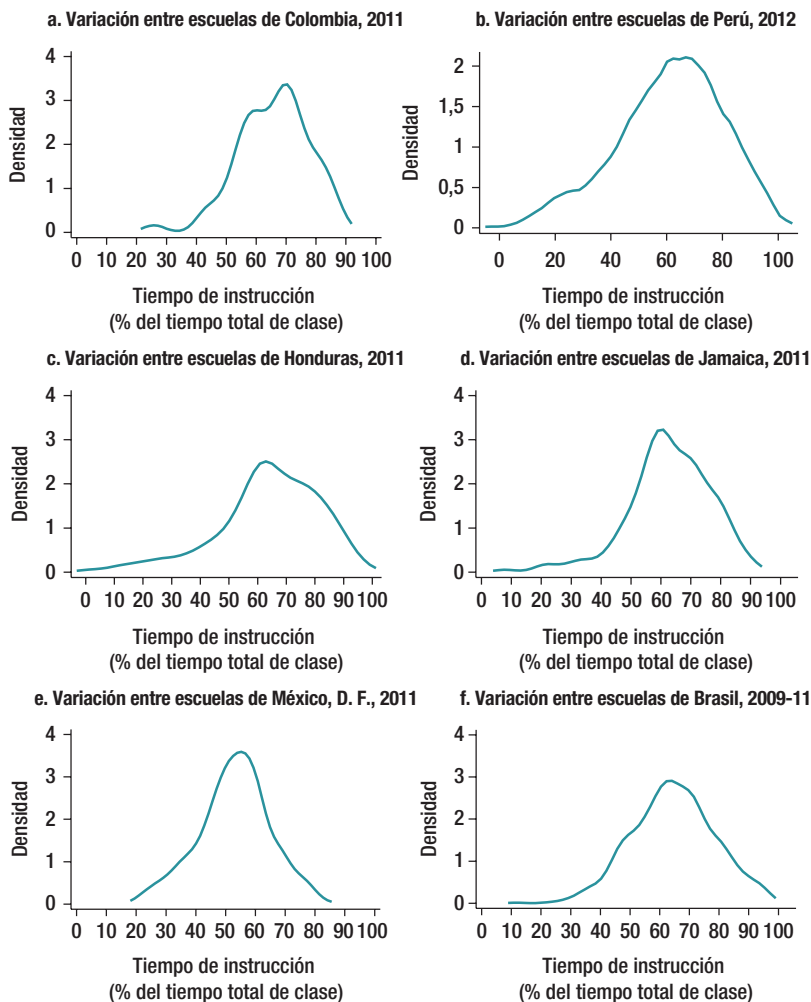 a. Variación entre escuelas de Colombia, 2011
4
3
2
1
0
Densidad
0 10 20 30 40 50 60 70 80 90 100
Tiempo de instrucción
(% del tiempo total de clase)
b. Variación entre escuelas de Perú, 2012
2
1,5
1
0,5
0
Densidad
0 20 40 60 80 100
Tiempo de instrucción
(% del tiempo total de clase)
c. Variación entre escuelas de Honduras, 2011
4
3
2
1
0
Densidad
0 10 20 30 40 50 60 70 80 90 100
Tiempo de instrucción
(% del tiempo total de clase)
d. Variación entre escuelas de Jamaica, 2011
4
3
2
1
0
Densidad
0 10 20 30 40 50 60 70 80 90 100
Tiempo de instrucción
(% del tiempo total de clase)
e. Variación entre escuelas de México, D. F., 2011
4
3
2
1
0
Densidad
0 10 20 30 40 50 60 70 80 90 100
Tiempo de instrucción
(% del tiempo total de clase)
f. Variación entre escuelas de Brasil, 2009-11
4
3
2
1
0
Densidad
0 10 20 30 40 50 60 70 80 90 100
Tiempo de instrucción
(% del tiempo total de clase)